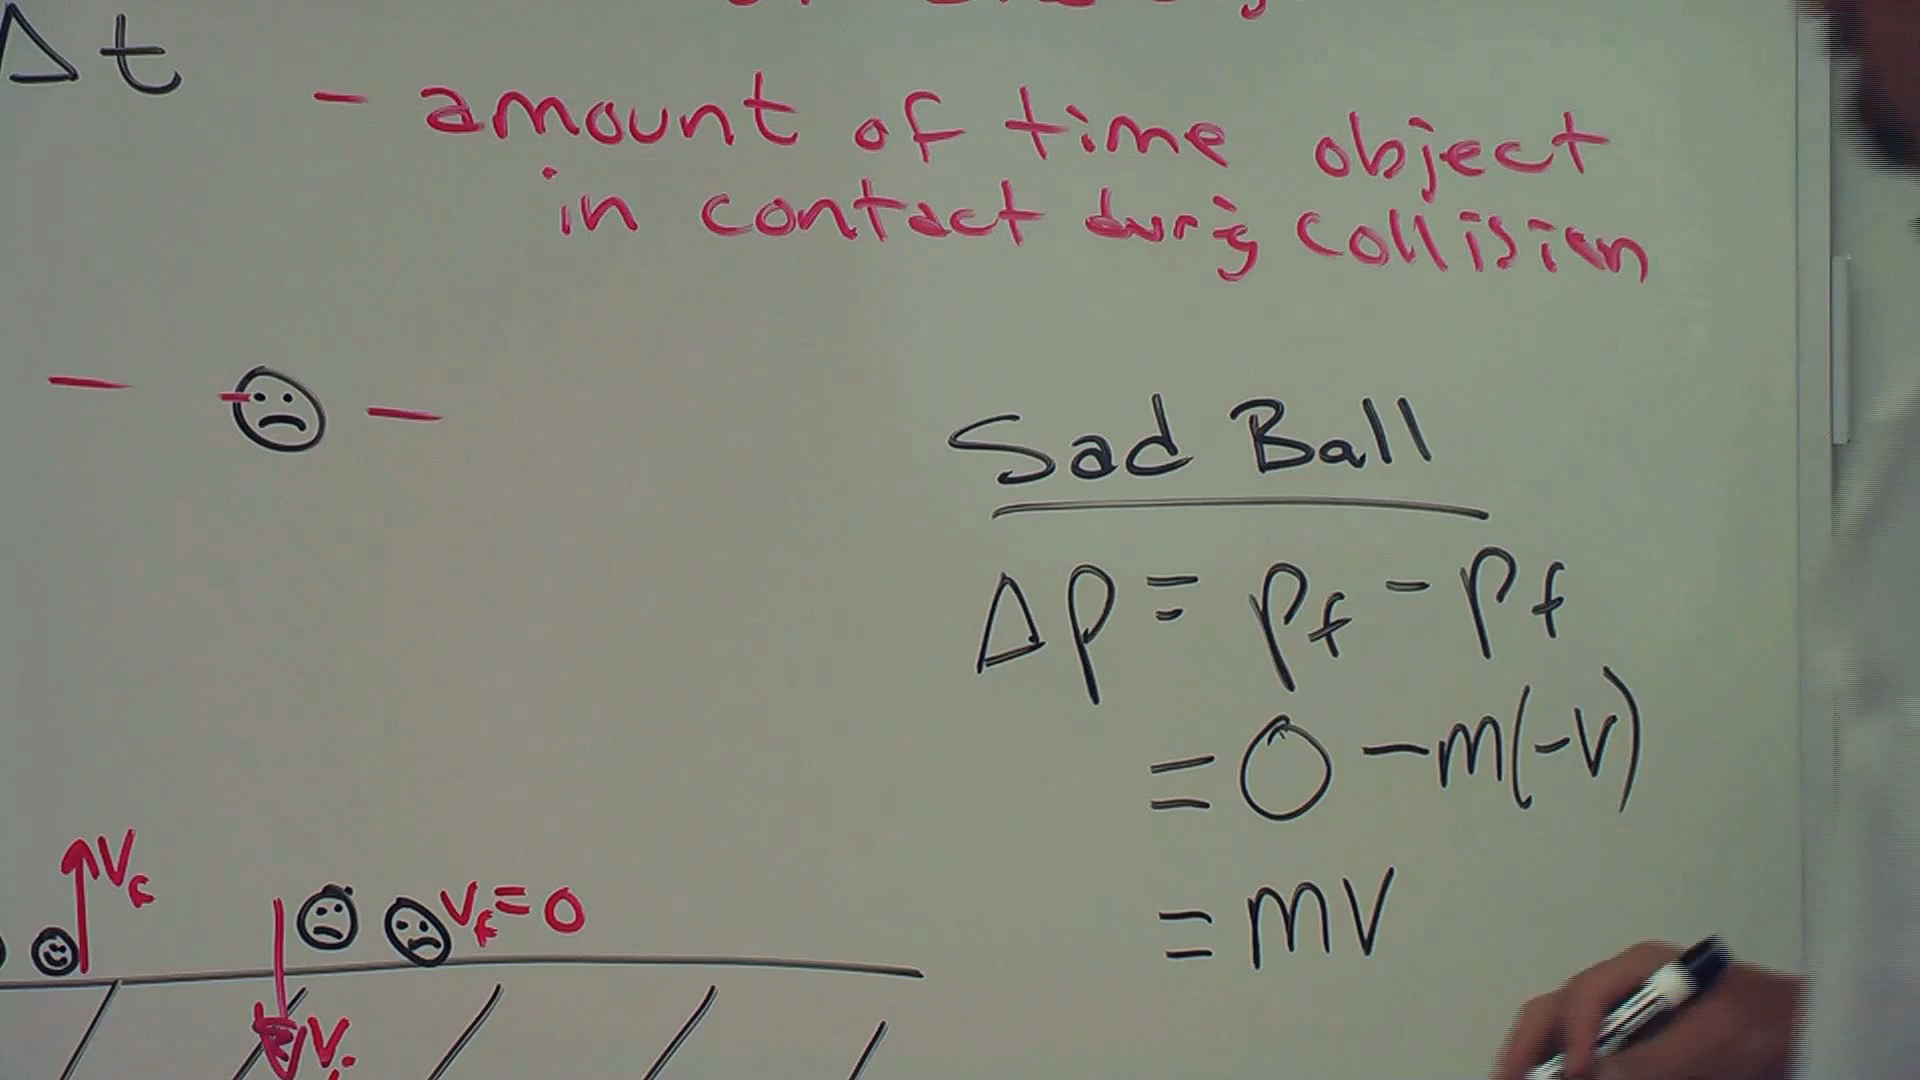 Δt
- amount of time object
in contact during collision
Sad Ball
Δp = pf - pf
= 0 - m(-v)
= mv
Vf
Vf = 0
Vi